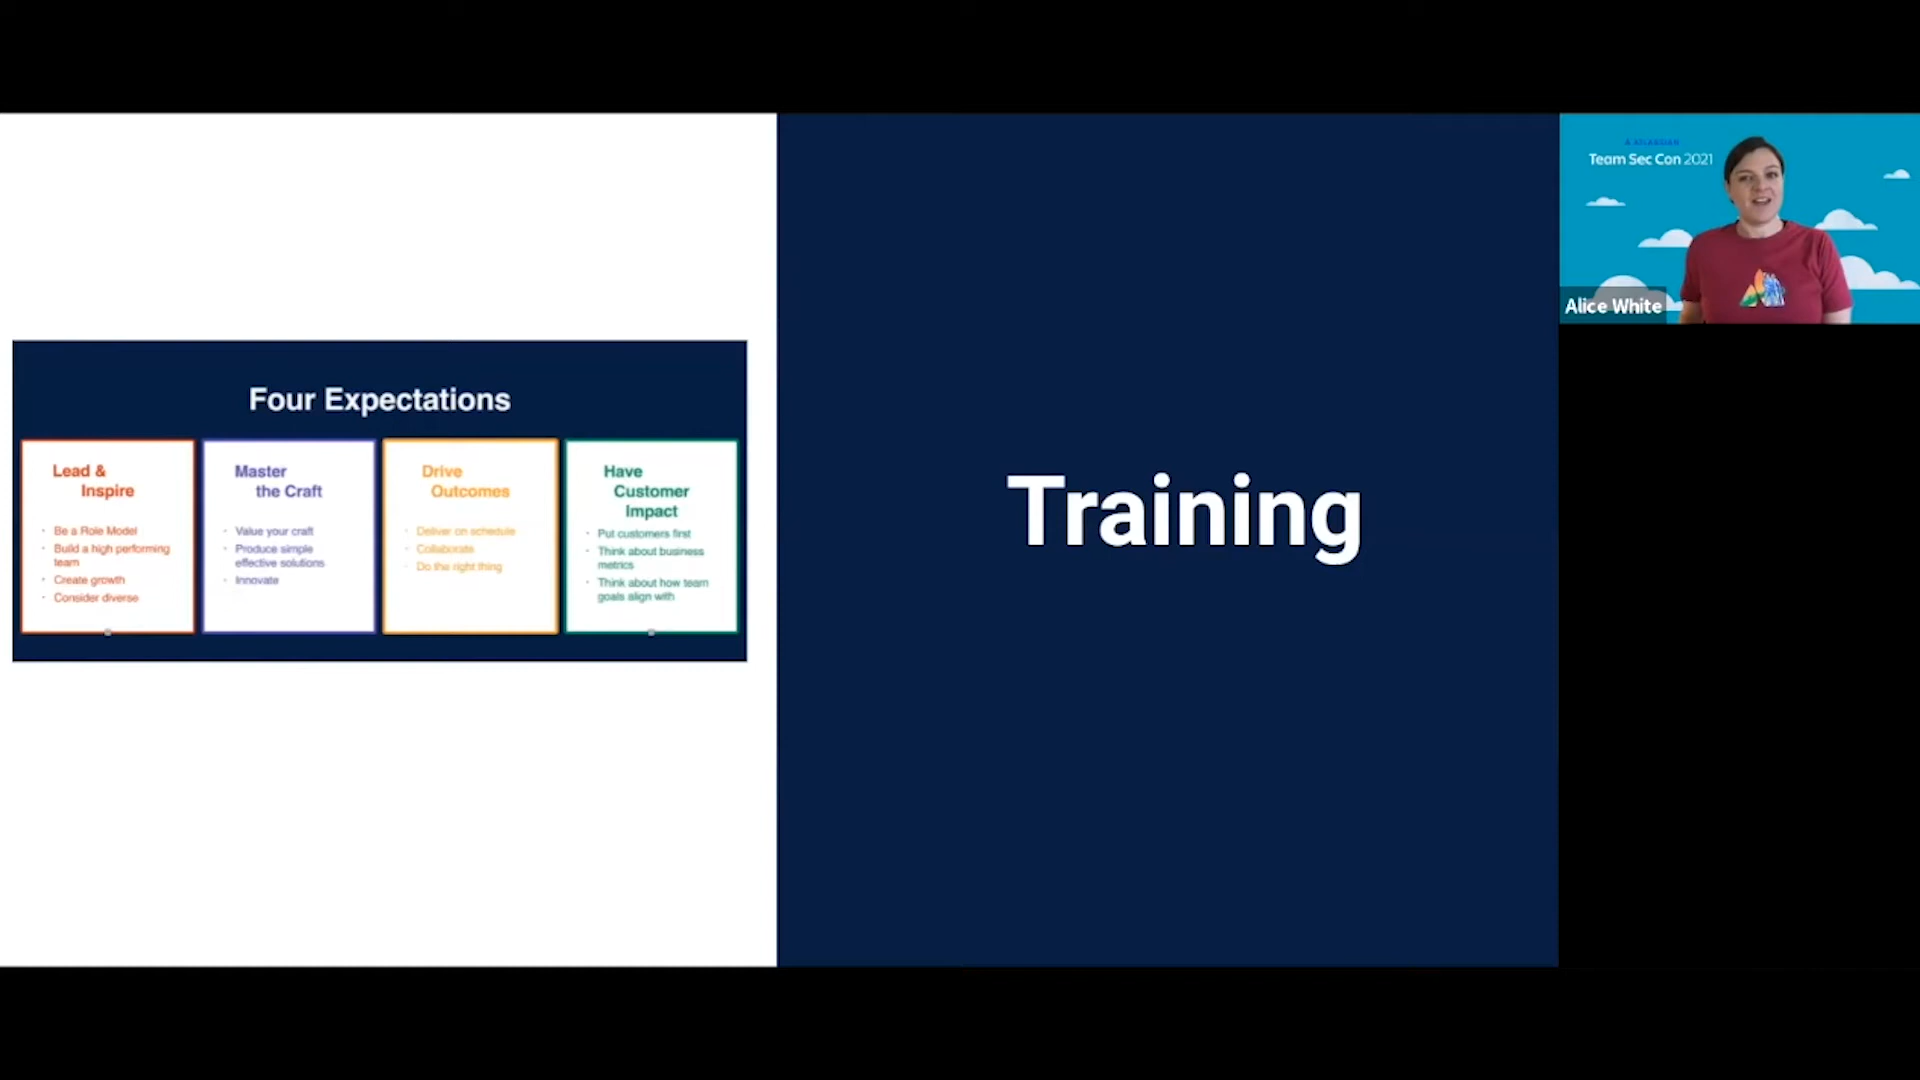 Four Expectations
Lead &
Inspire
Be a Role Model
Build a high performing
team
Create growth
Consider diverse
Master
the Craft
Value your craft
Produce simple
effective solutions
Innovate
Drive
Outcomes
Deliver on schedule
Collaborate
Do the right thing
Have
Customer
Impact
Put customers first
Think about business
metrics
Think about how team
goals align with
Training
ATLASSIAN
Team Sec Con 2021
Alice White